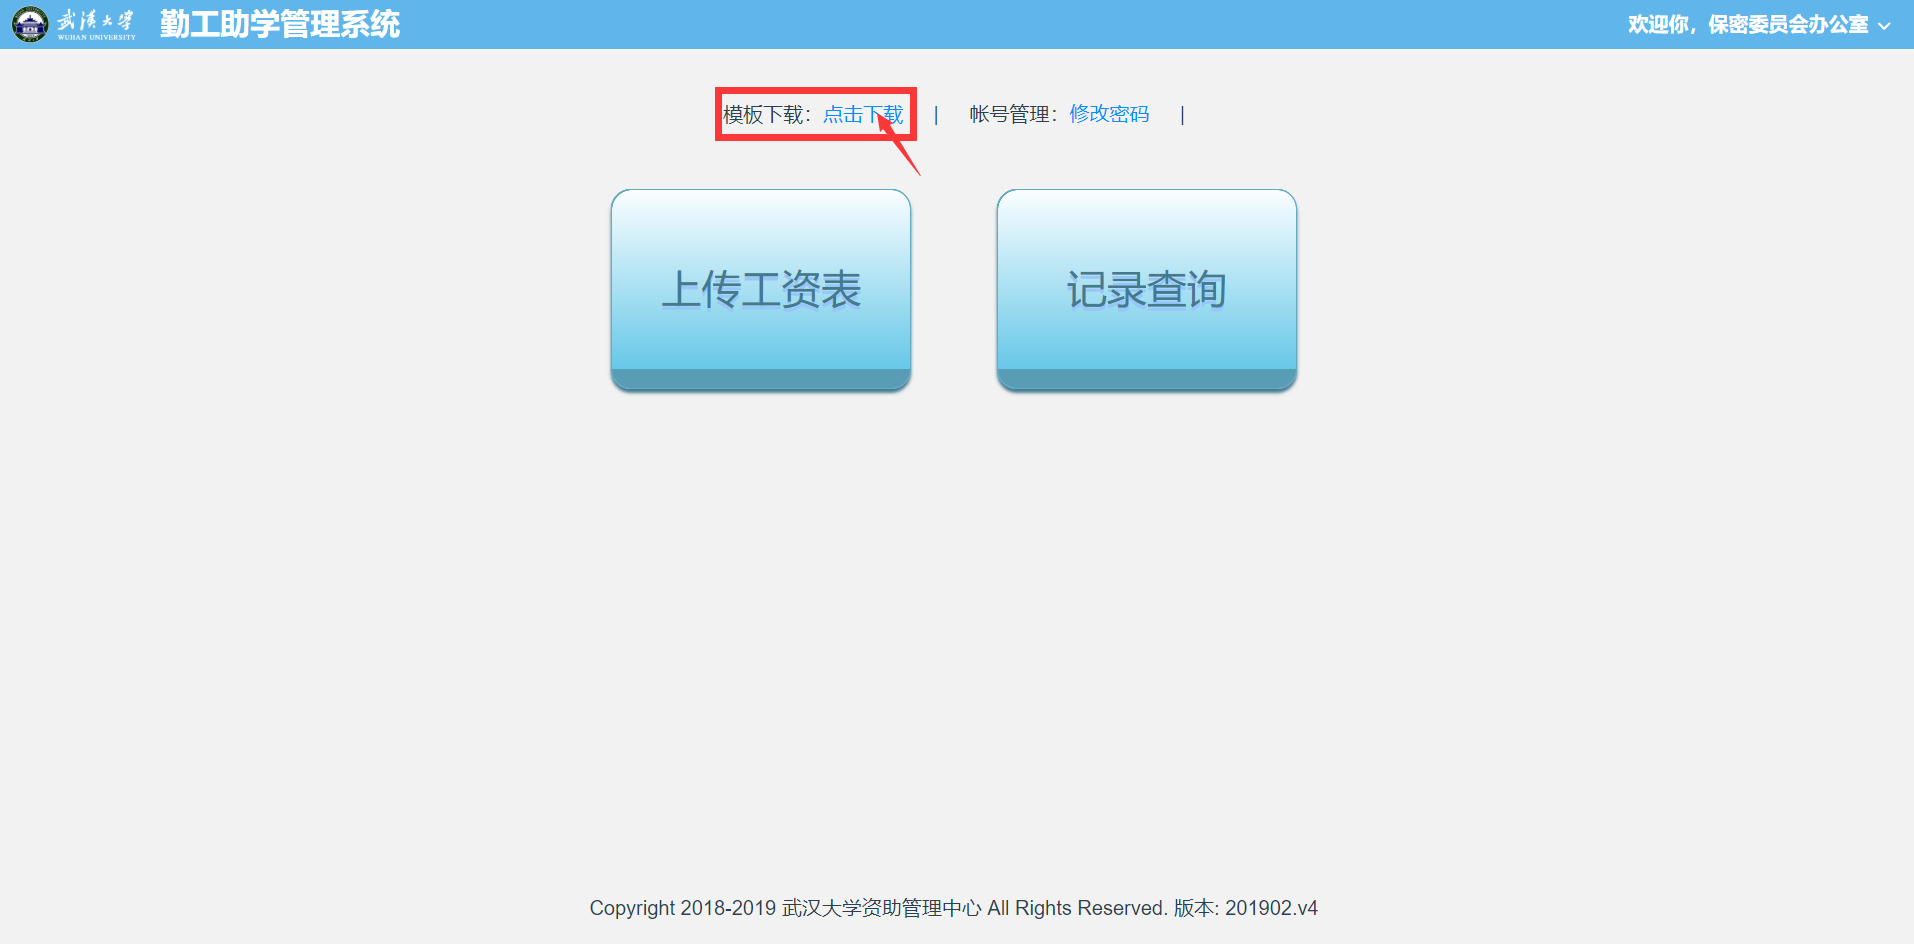 武漢大學
WUHAN UNIVERSITY
勤工助学管理系统
欢迎你，保密委员会办公室
模板下载：点击下载 | 帐号管理：修改密码 |
上传工资表
记录查询
Copyright 2018-2019 武汉大学资助管理中心 All Rights Reserved. 版本: 201902.v4